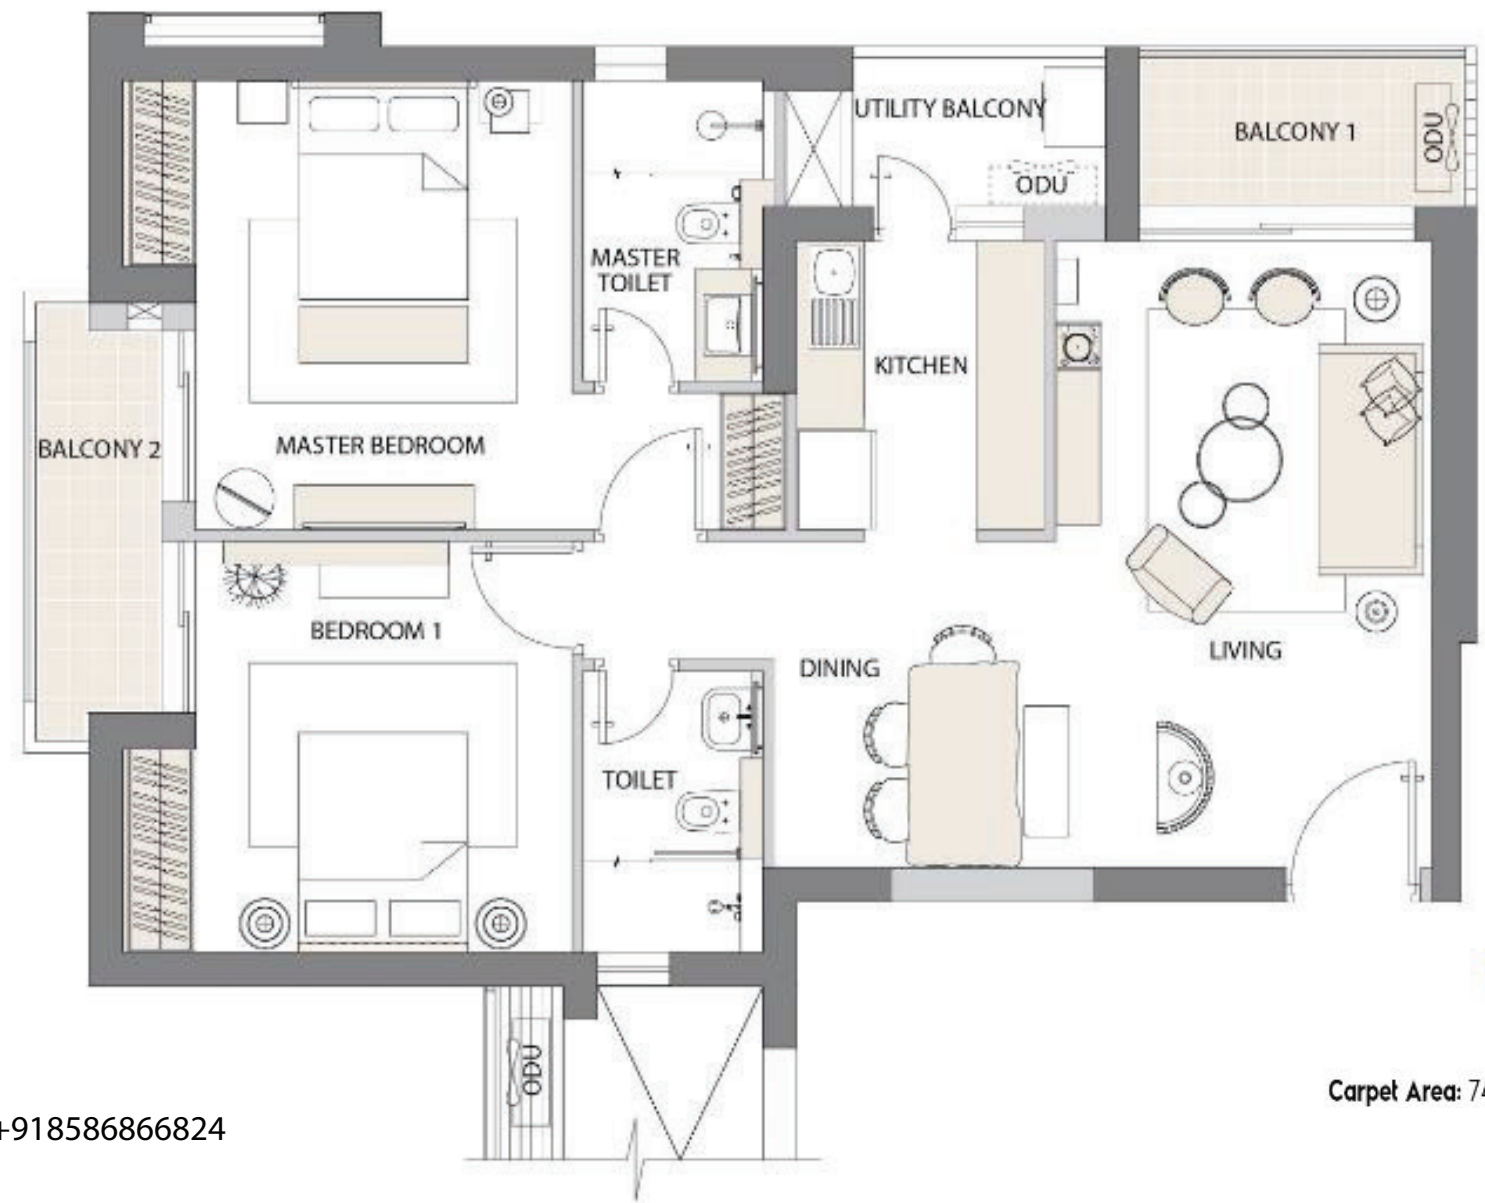 UTILITY BALCONY
BALCONY 1
ODU
ODU
MASTER
TOILET
KITCHEN
BALCONY 2
MASTER BEDROOM
BEDROOM 1
DINING
LIVING
TOILET
ODU
Carpet Area: 74
+918586866824